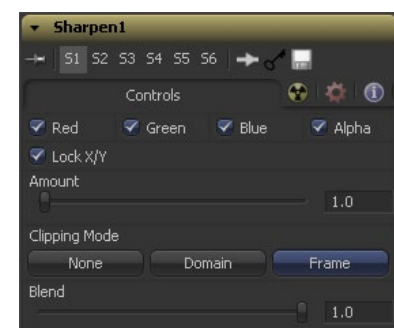 Sharpen1
S1 S2 S3 S4 S5 S6
Controls
Red Green Blue Alpha
Lock X/Y
Amount
1.0
Clipping Mode
None Domain Frame
Blend
1.0